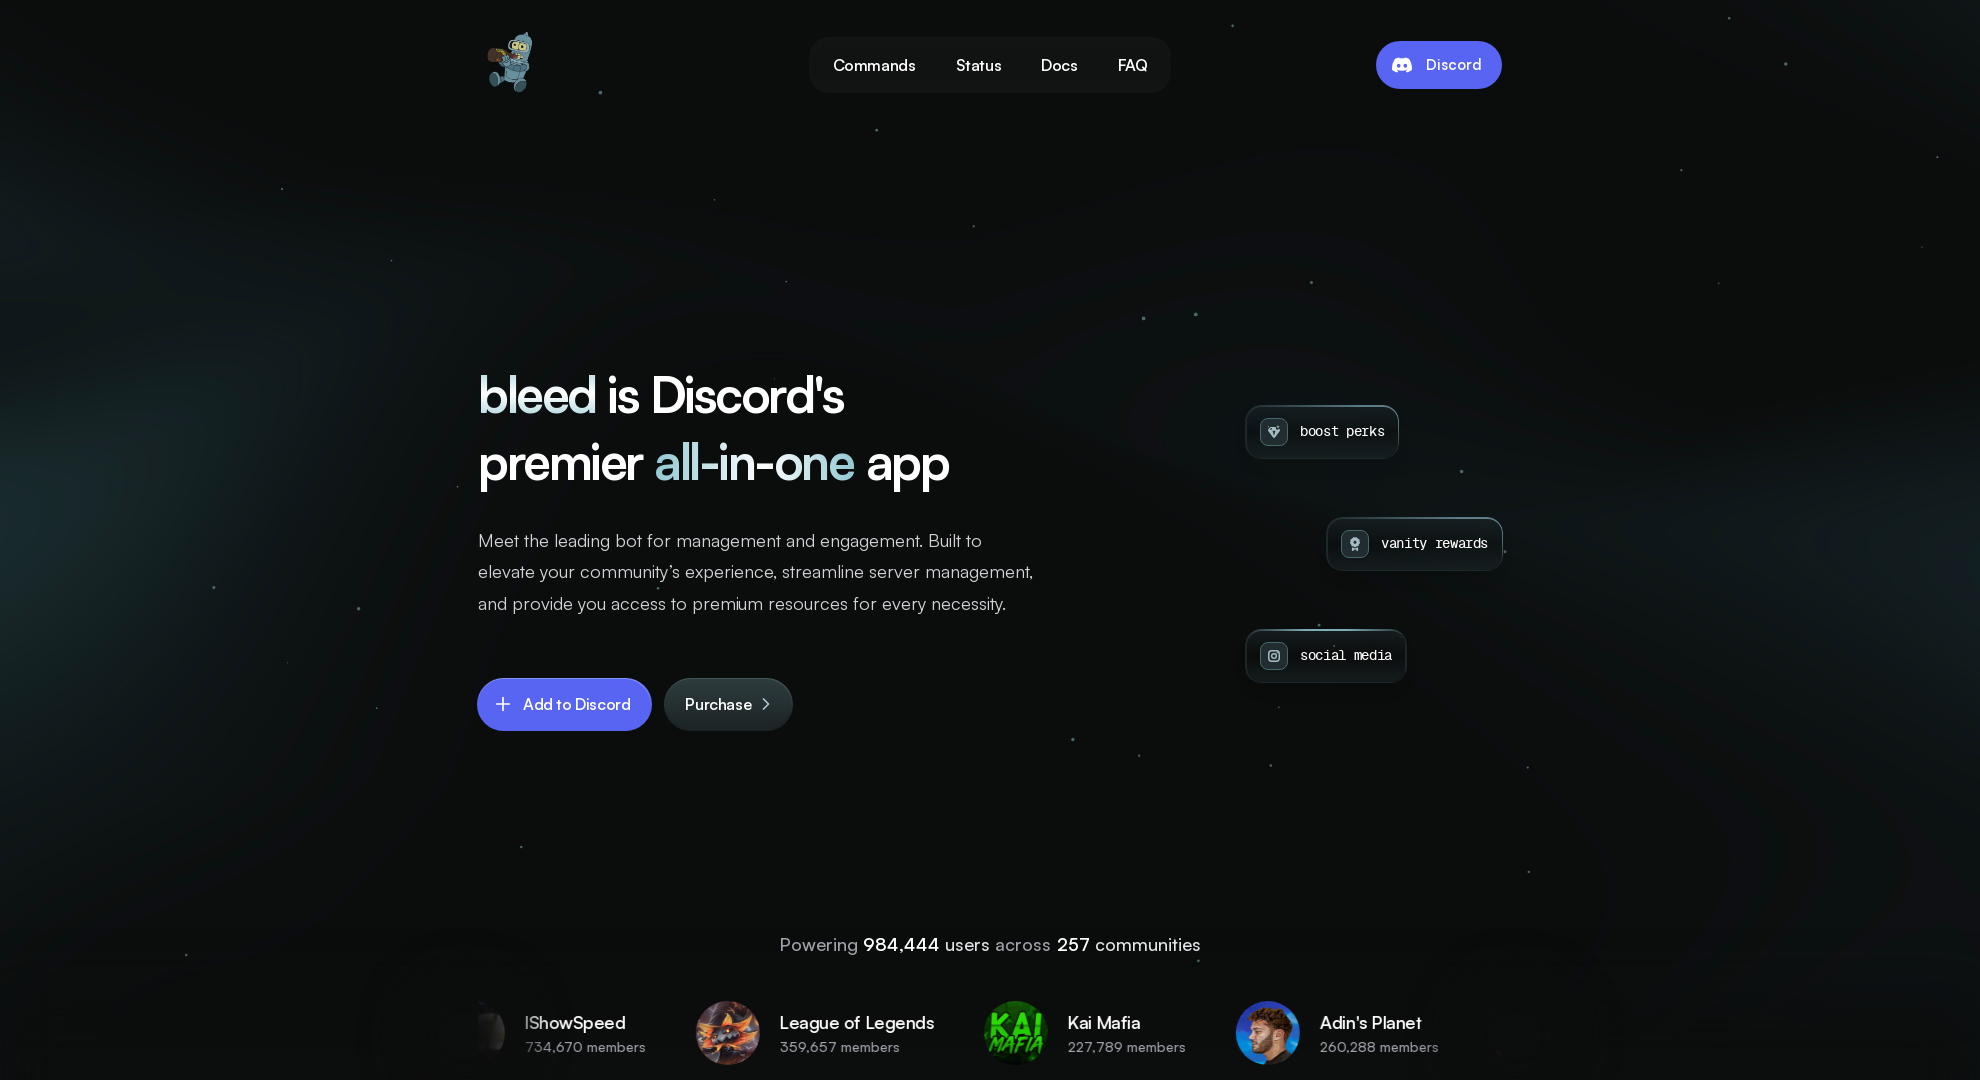 Commands
Status
Docs
FAQ
Discord
bleed is Discord's
premier all-in-one app
Meet the leading bot for management and engagement. Built to
elevate your community’s experience, streamline server management,
and provide you access to premium resources for every necessity.
Add to Discord
Purchase
boost perks
vanity rewards
social media
Powering 984,444 users across 257 communities
IShowSpeed
734,670 members
League of Legends
359,657 members
KAI
MAFIA
Kai Mafia
227,789 members
Adin's Planet
260,288 members